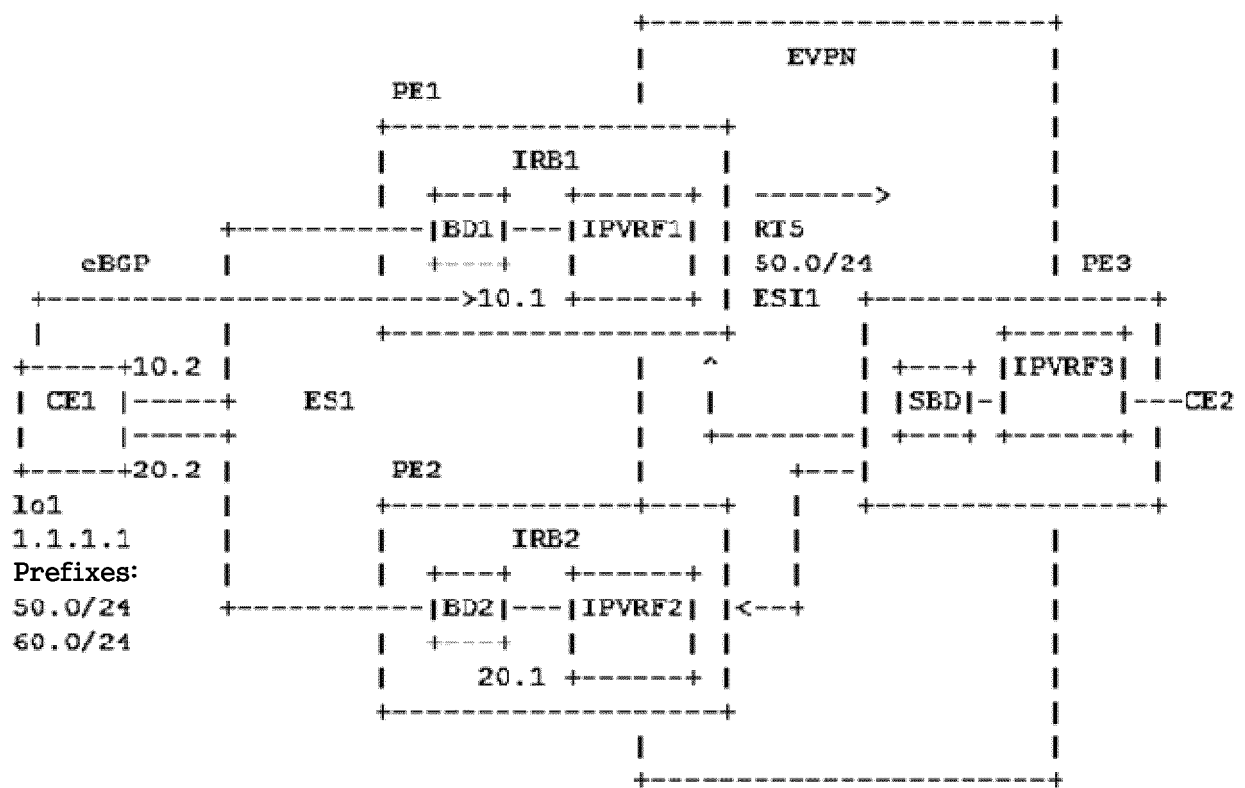 EVPN
PE1
IRB1
------->
BD1 IPVRF1 RT5
eBGP 50.0/24 PE3
>10.1 ESI1
10.2 IPVRF3
CE1 ES1 SBD CE2
20.2 PE2
lo1
1.1.1.1 IRB2
Prefixes:
50.0/24 BD2 IPVRF2 <--+
60.0/24
20.1